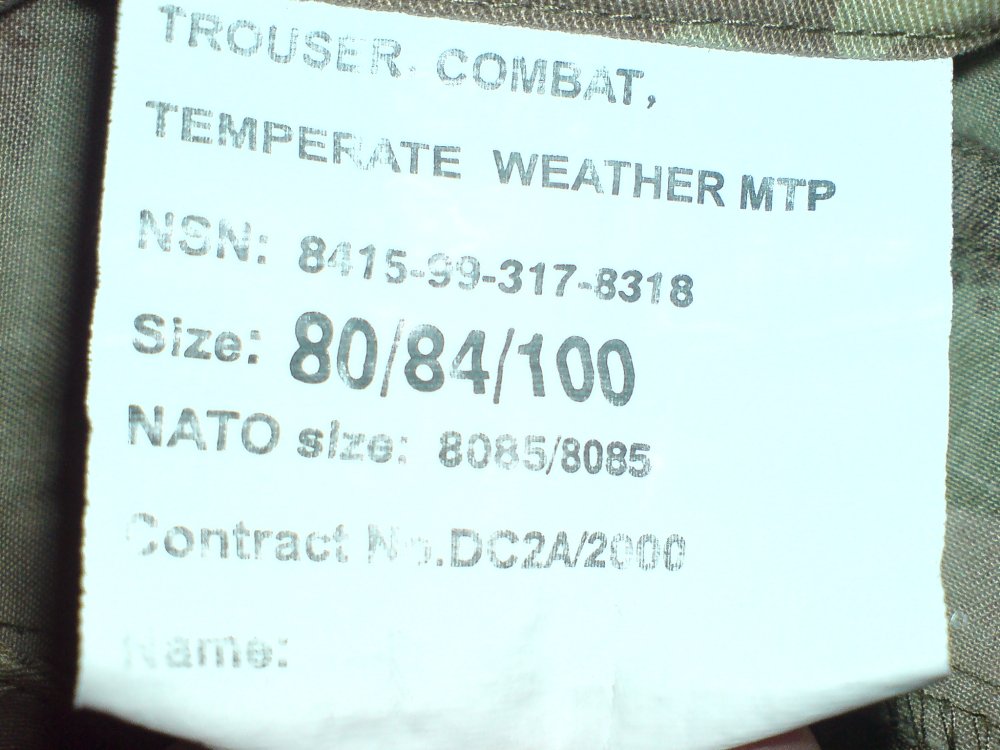 TROUSER, COMBAT,
TEMPERATE WEATHER MTP
NSN: 8415-99-317-8318
Size: 80/84/100
NATO size: 8085/8085
Contract No.DC2A/2000
Name: